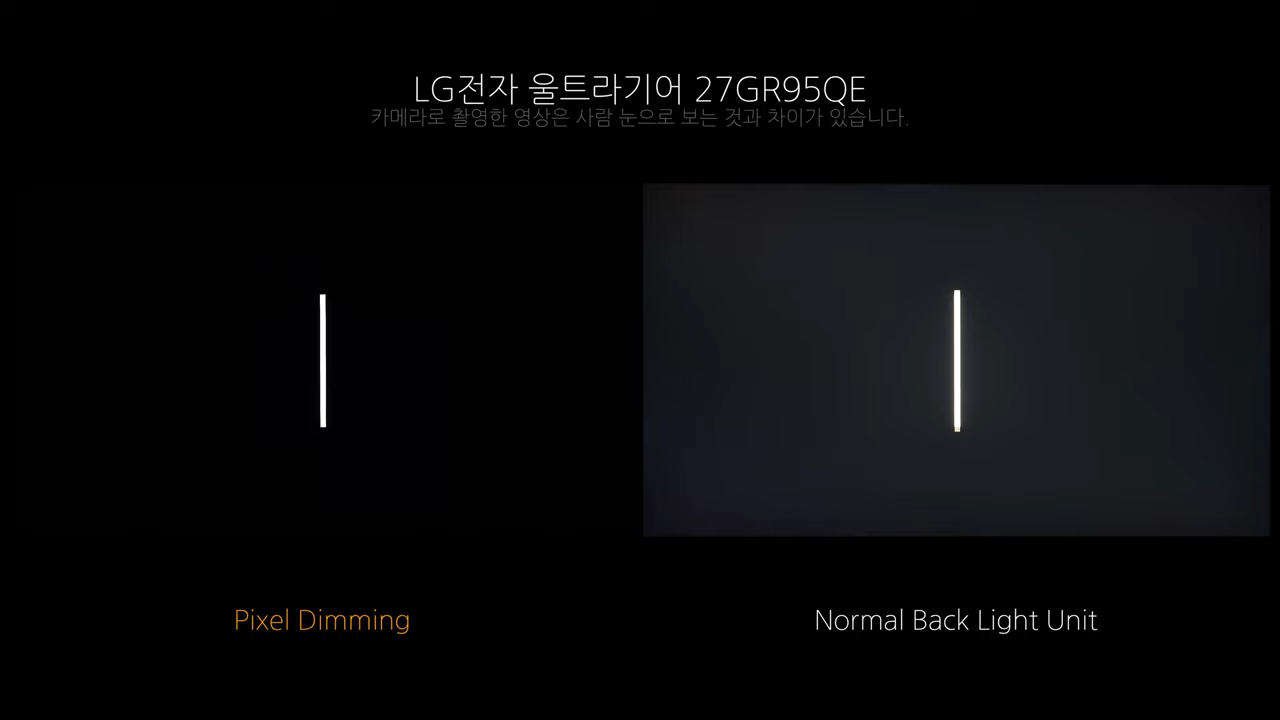 LG전자 울트라기어 27GR95QE
카메라로 촬영한 영상은 사람 눈으로 보는 것과 차이가 있습니다.
Pixel Dimming
Normal Back Light Unit